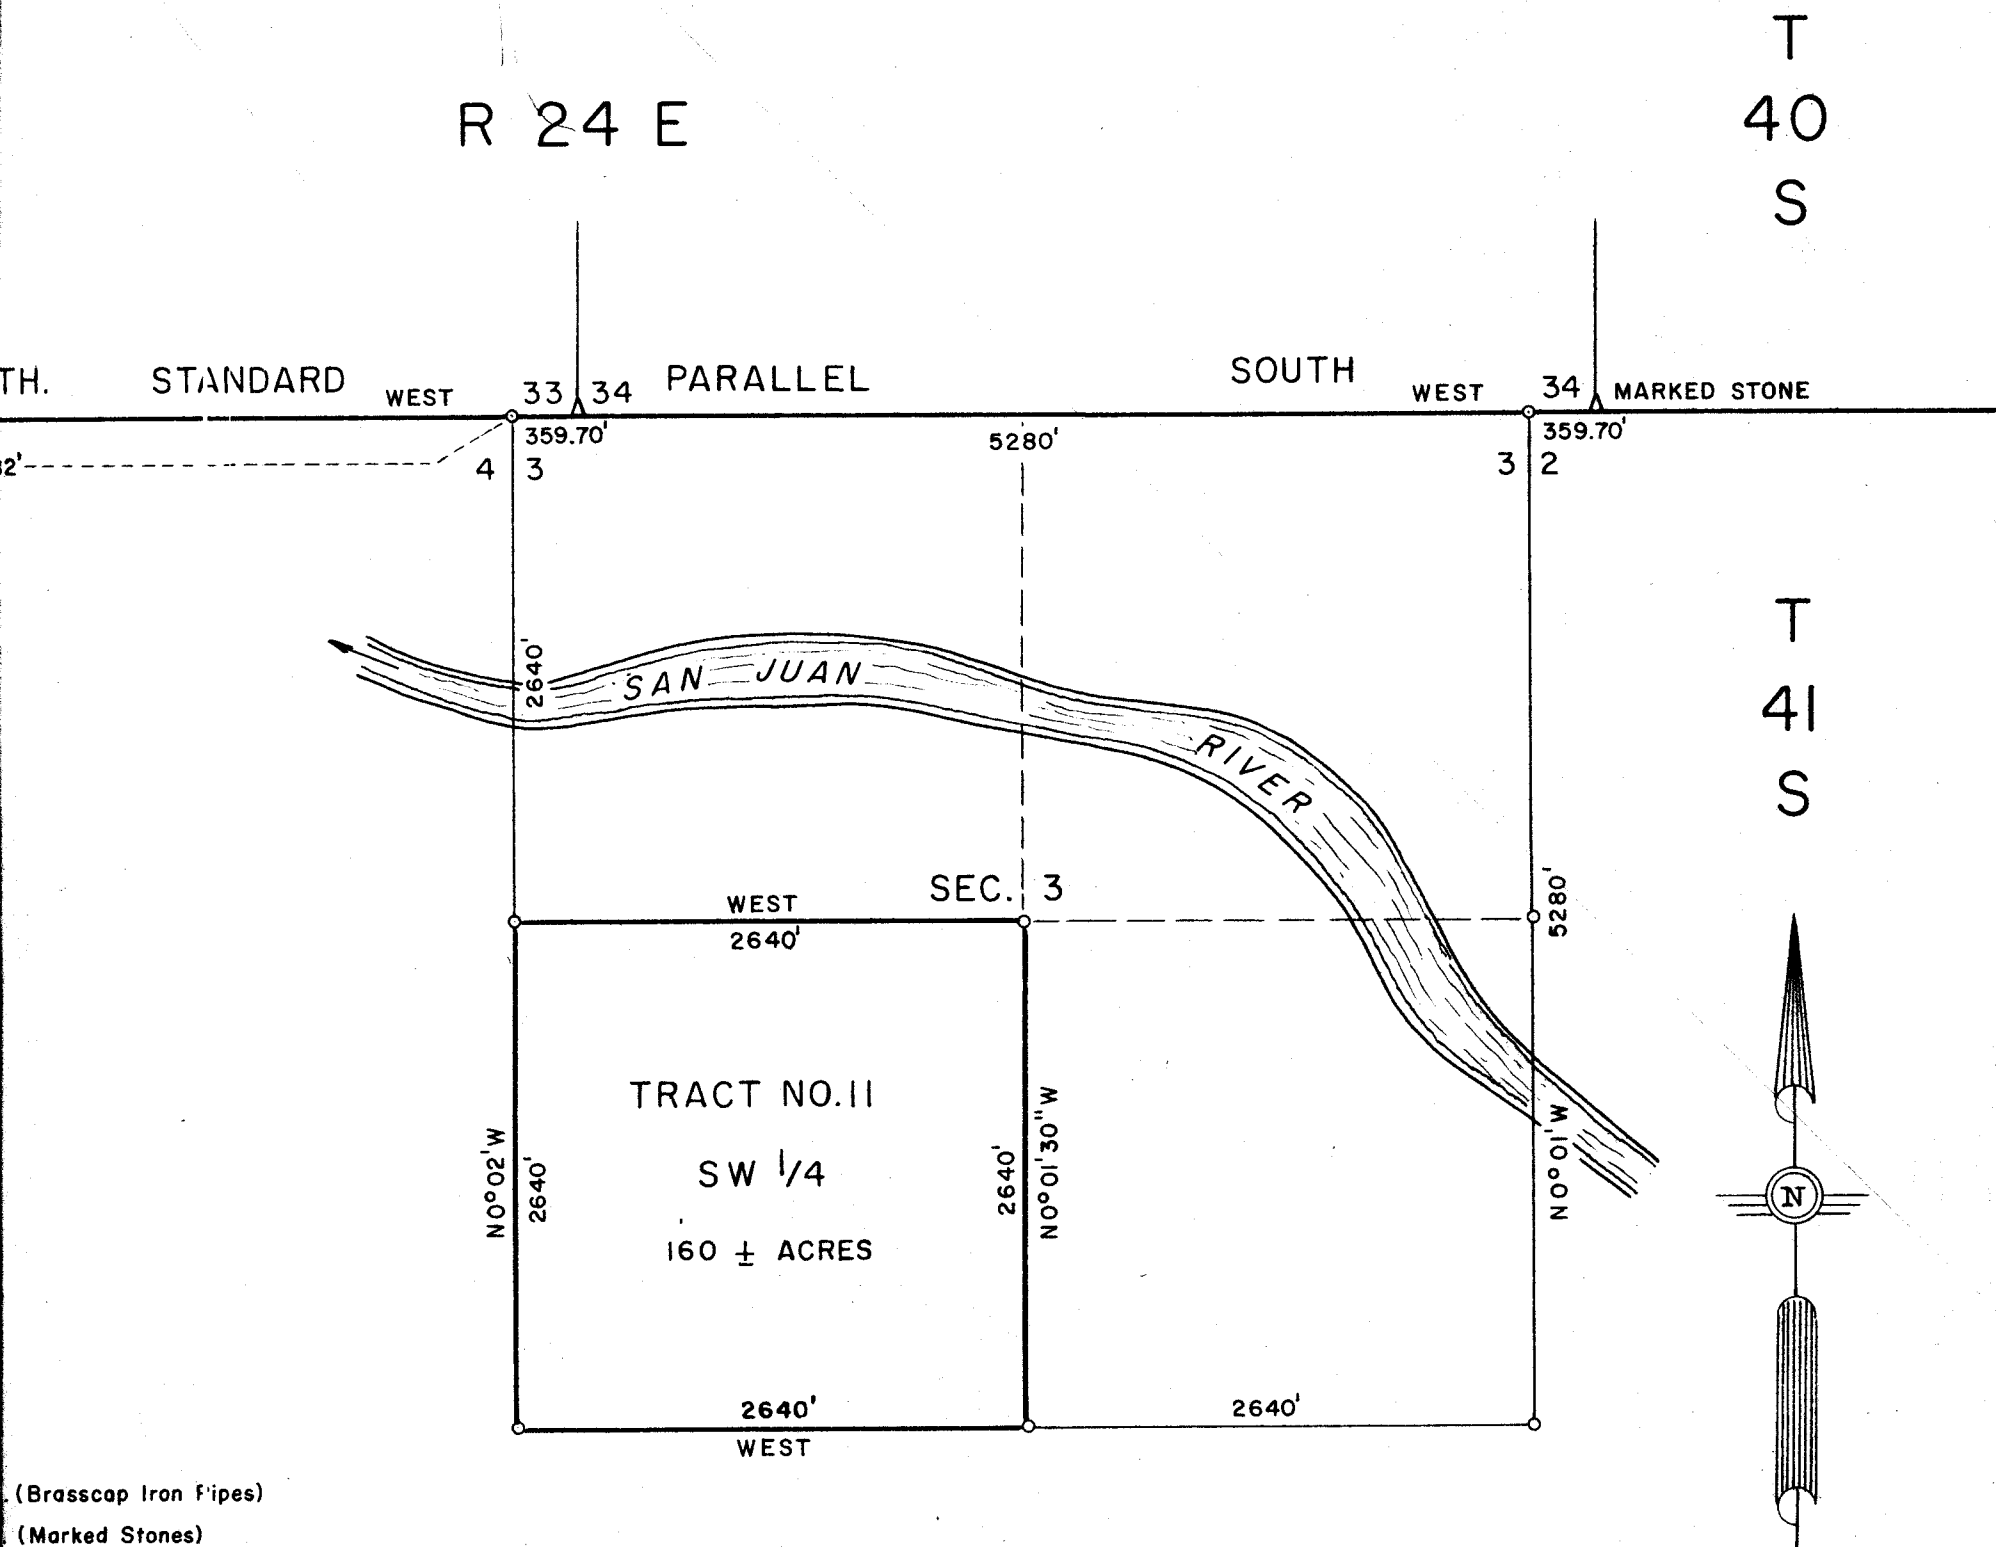 T
40
S
R 24 E
TH. STANDARD WEST 33 34 PARALLEL SOUTH WEST 34 MARKED STONE
359.70' 5280' 359.70'
2' 4 3 3 2
2640'
SAN JUAN RIVER
T
41
S
SEC. 3
WEST
2640'
5280'
TRACT NO. 11
SW 1/4
160 ± ACRES
N0°02'W
2640'
2640'
N0°01'30"W
N0°01'W
N
2640'
WEST
2640'
. (Brasscap Iron Pipes)
. (Marked Stones)